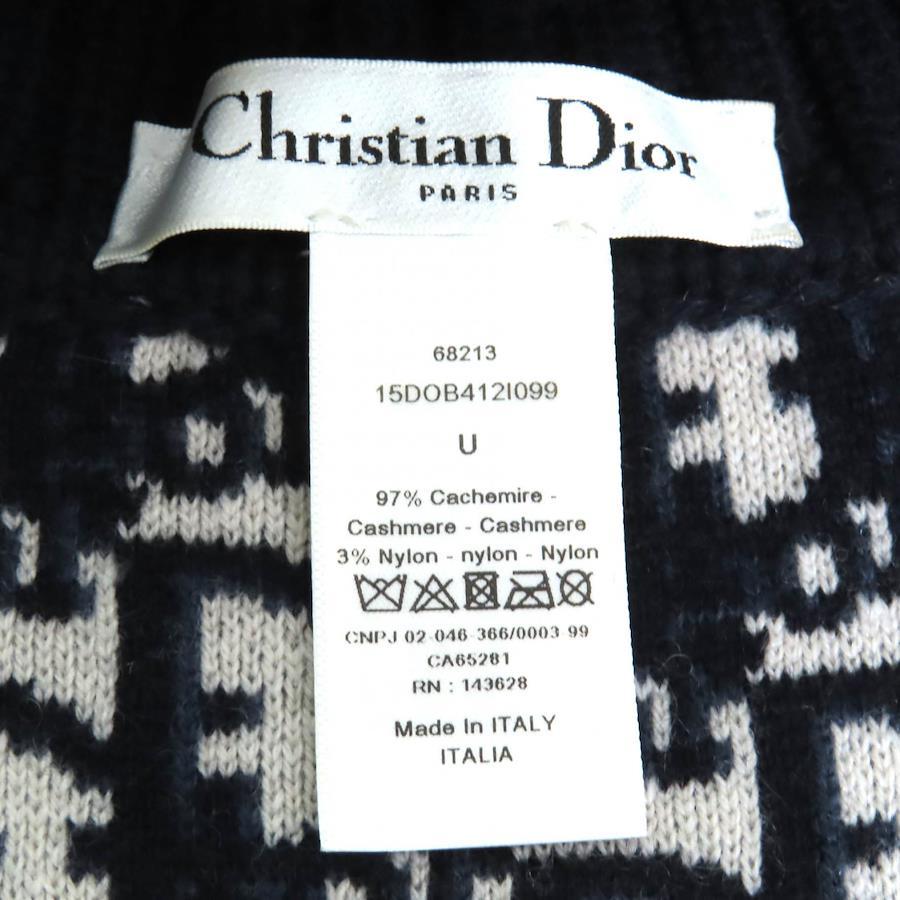 Christian Dior
PARIS
68213
15DOB412I099
U
97% Cachemire -
Cashmere - Cashmere
3% Nylon - nylon - Nylon
CNPJ 02-046-366/0003-99
CA65281
RN : 143628
Made In ITALY
ITALIA